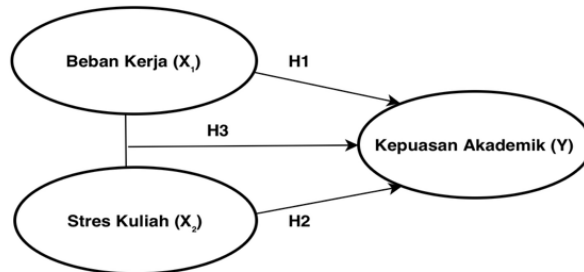 Beban Kerja (X₁)
H1
H3
Kepuasan Akademik (Y)
Stres Kuliah (X₂)
H2